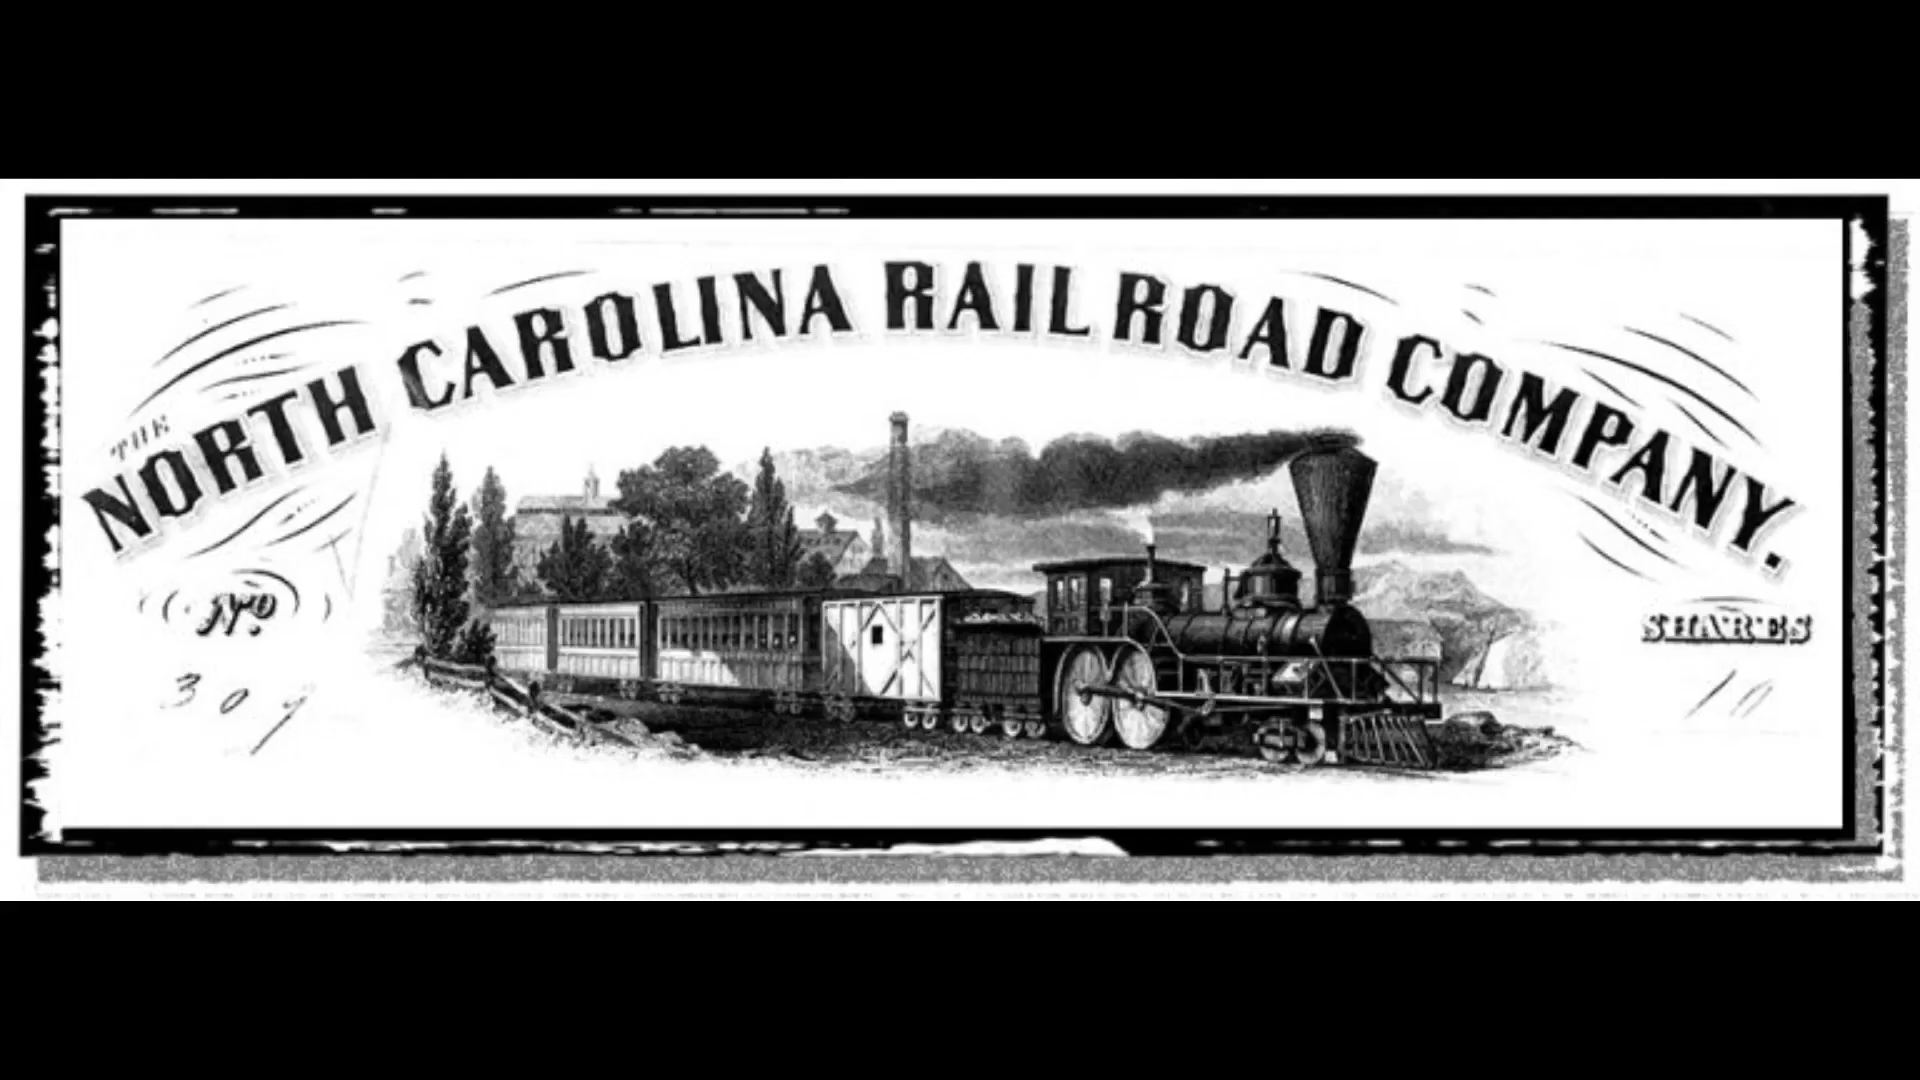 THE
NORTH CAROLINA RAIL ROAD COMPANY.
No
309
SHARES
10